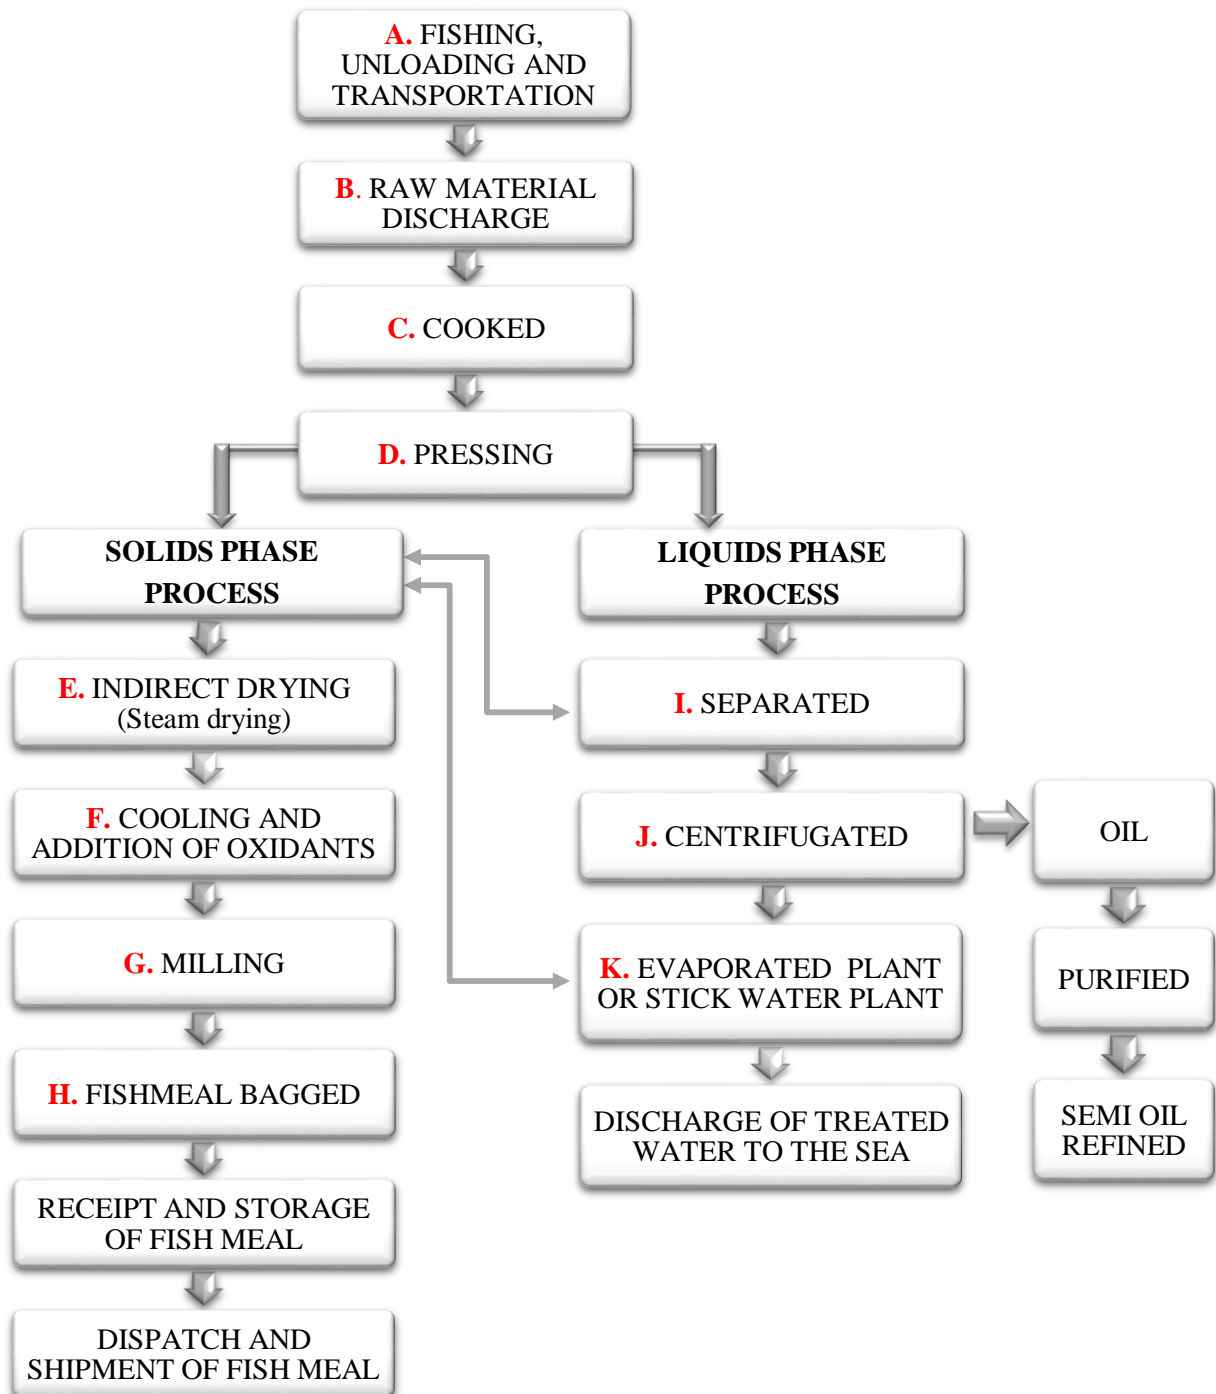 A. FISHING,
UNLOADING AND
TRANSPORTATION
B. RAW MATERIAL
DISCHARGE
C. COOKED
D. PRESSING
SOLIDS PHASE
PROCESS
E. INDIRECT DRYING
(Steam drying)
F. COOLING AND
ADDITION OF OXIDANTS
G. MILLING
H. FISHMEAL BAGGED
RECEIPT AND STORAGE
OF FISH MEAL
DISPATCH AND
SHIPMENT OF FISH MEAL
LIQUIDS PHASE
PROCESS
I. SEPARATED
J. CENTRIFUGATED
K. EVAPORATED PLANT
OR STICK WATER PLANT
DISCHARGE OF TREATED
WATER TO THE SEA
OIL
PURIFIED
SEMI OIL
REFINED